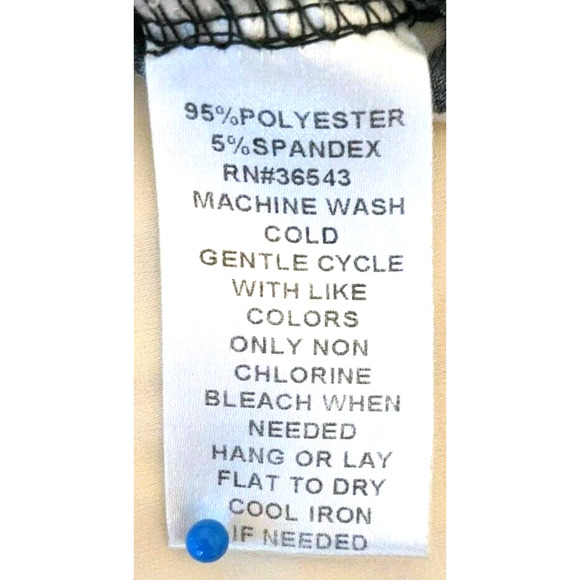 95%POLYESTER
5%SPANDEX
RN#36543
MACHINE WASH
COLD
GENTLE CYCLE
WITH LIKE
COLORS
ONLY NON
CHLORINE
BLEACH WHEN
NEEDED
HANG OR LAY
FLAT TO DRY
COOL IRON
IF NEEDED